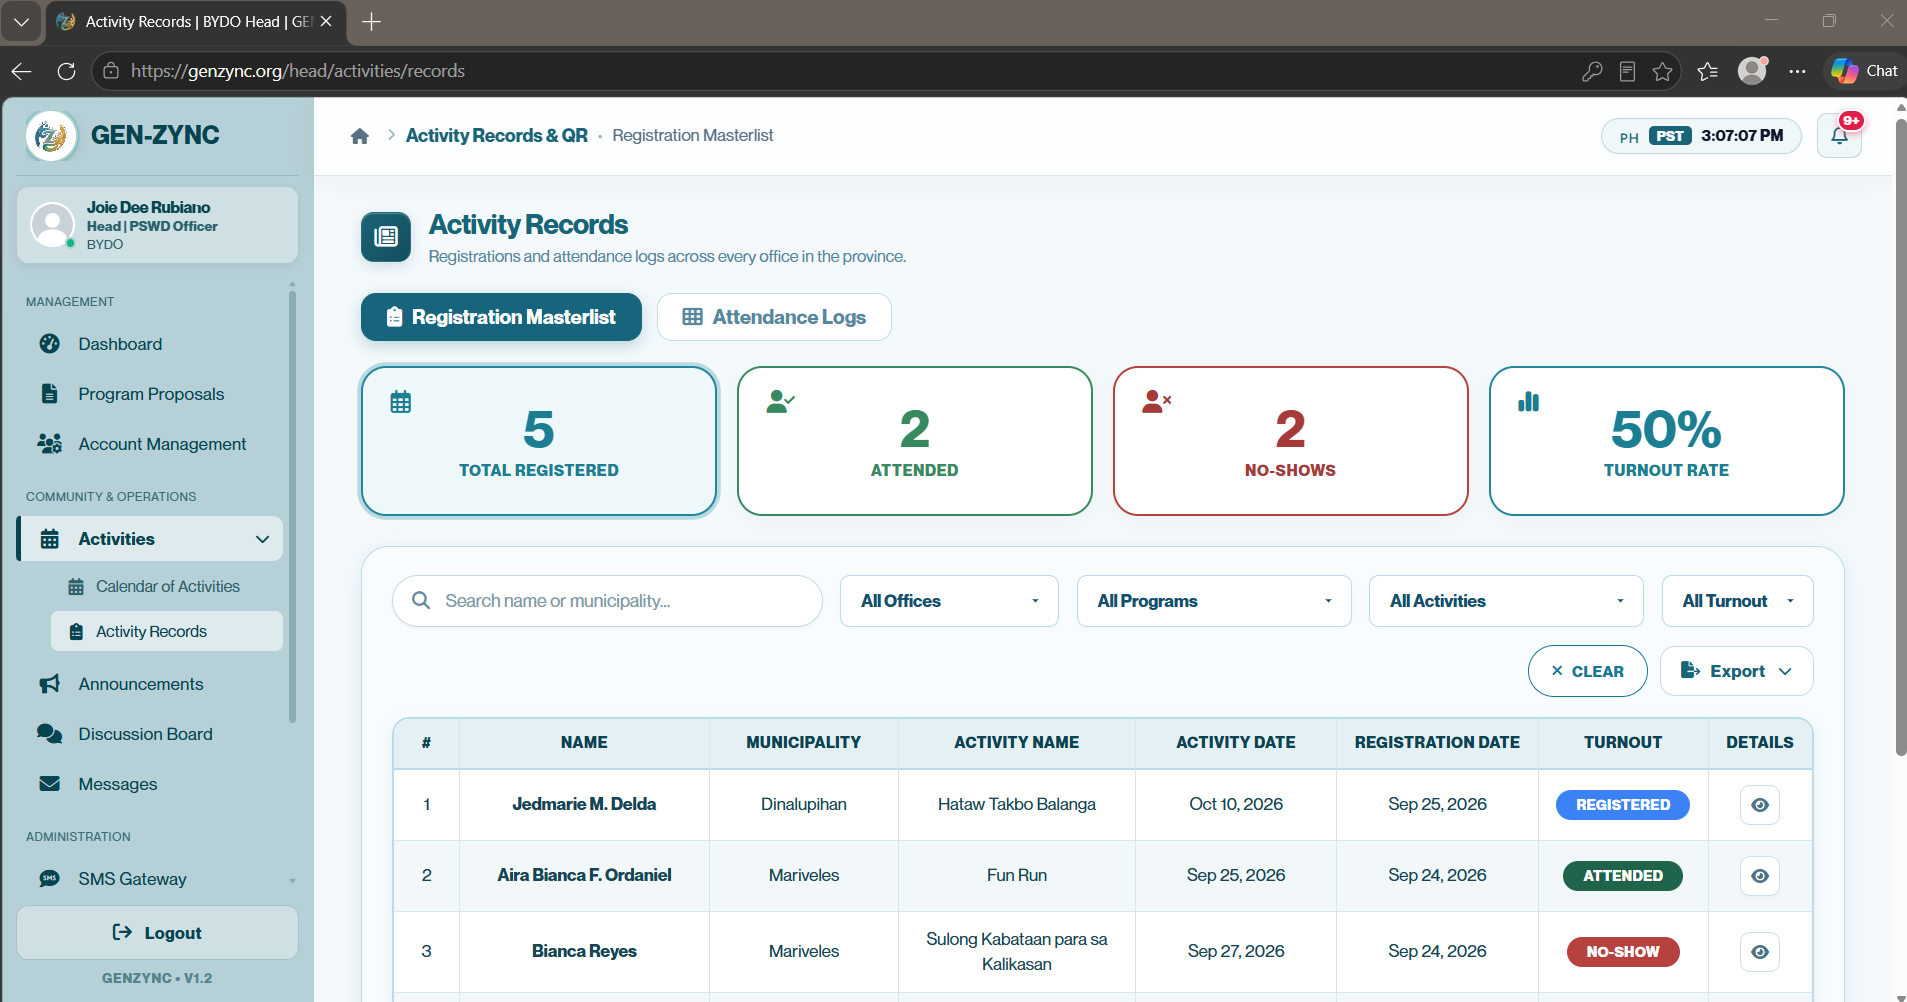 Activity Records | BYDO Head | GE
https://genzync.org/head/activities/records
Chat
GEN-ZYNC
Joie Dee Rubiano
Head | PSWD Officer
BYDO
MANAGEMENT
Dashboard
Program Proposals
Account Management
COMMUNITY & OPERATIONS
Activities
Calendar of Activities
Activity Records
Announcements
Discussion Board
Messages
ADMINISTRATION
SMS
SMS Gateway
Logout
GENZYNC • V1.2
Activity Records & QR • Registration Masterlist
PH PST 3:07:07 PM
9+
Activity Records
Registrations and attendance logs across every office in the province.
Registration Masterlist
Attendance Logs
5
TOTAL REGISTERED
2
ATTENDED
2
NO-SHOWS
50%
TURNOUT RATE
Search name or municipality...
All Offices
All Programs
All Activities
All Turnout
CLEAR
Export
# NAME MUNICIPALITY ACTIVITY NAME ACTIVITY DATE REGISTRATION DATE TURNOUT DETAILS
1 Jedmarie M. Delda Dinalupihan Hataw Takbo Balanga Oct 10, 2026 Sep 25, 2026 REGISTERED
2 Aira Bianca F. Ordaniel Mariveles Fun Run Sep 25, 2026 Sep 24, 2026 ATTENDED
3 Bianca Reyes Mariveles Sulong Kabataan para sa Kalikasan Sep 27, 2026 Sep 24, 2026 NO-SHOW